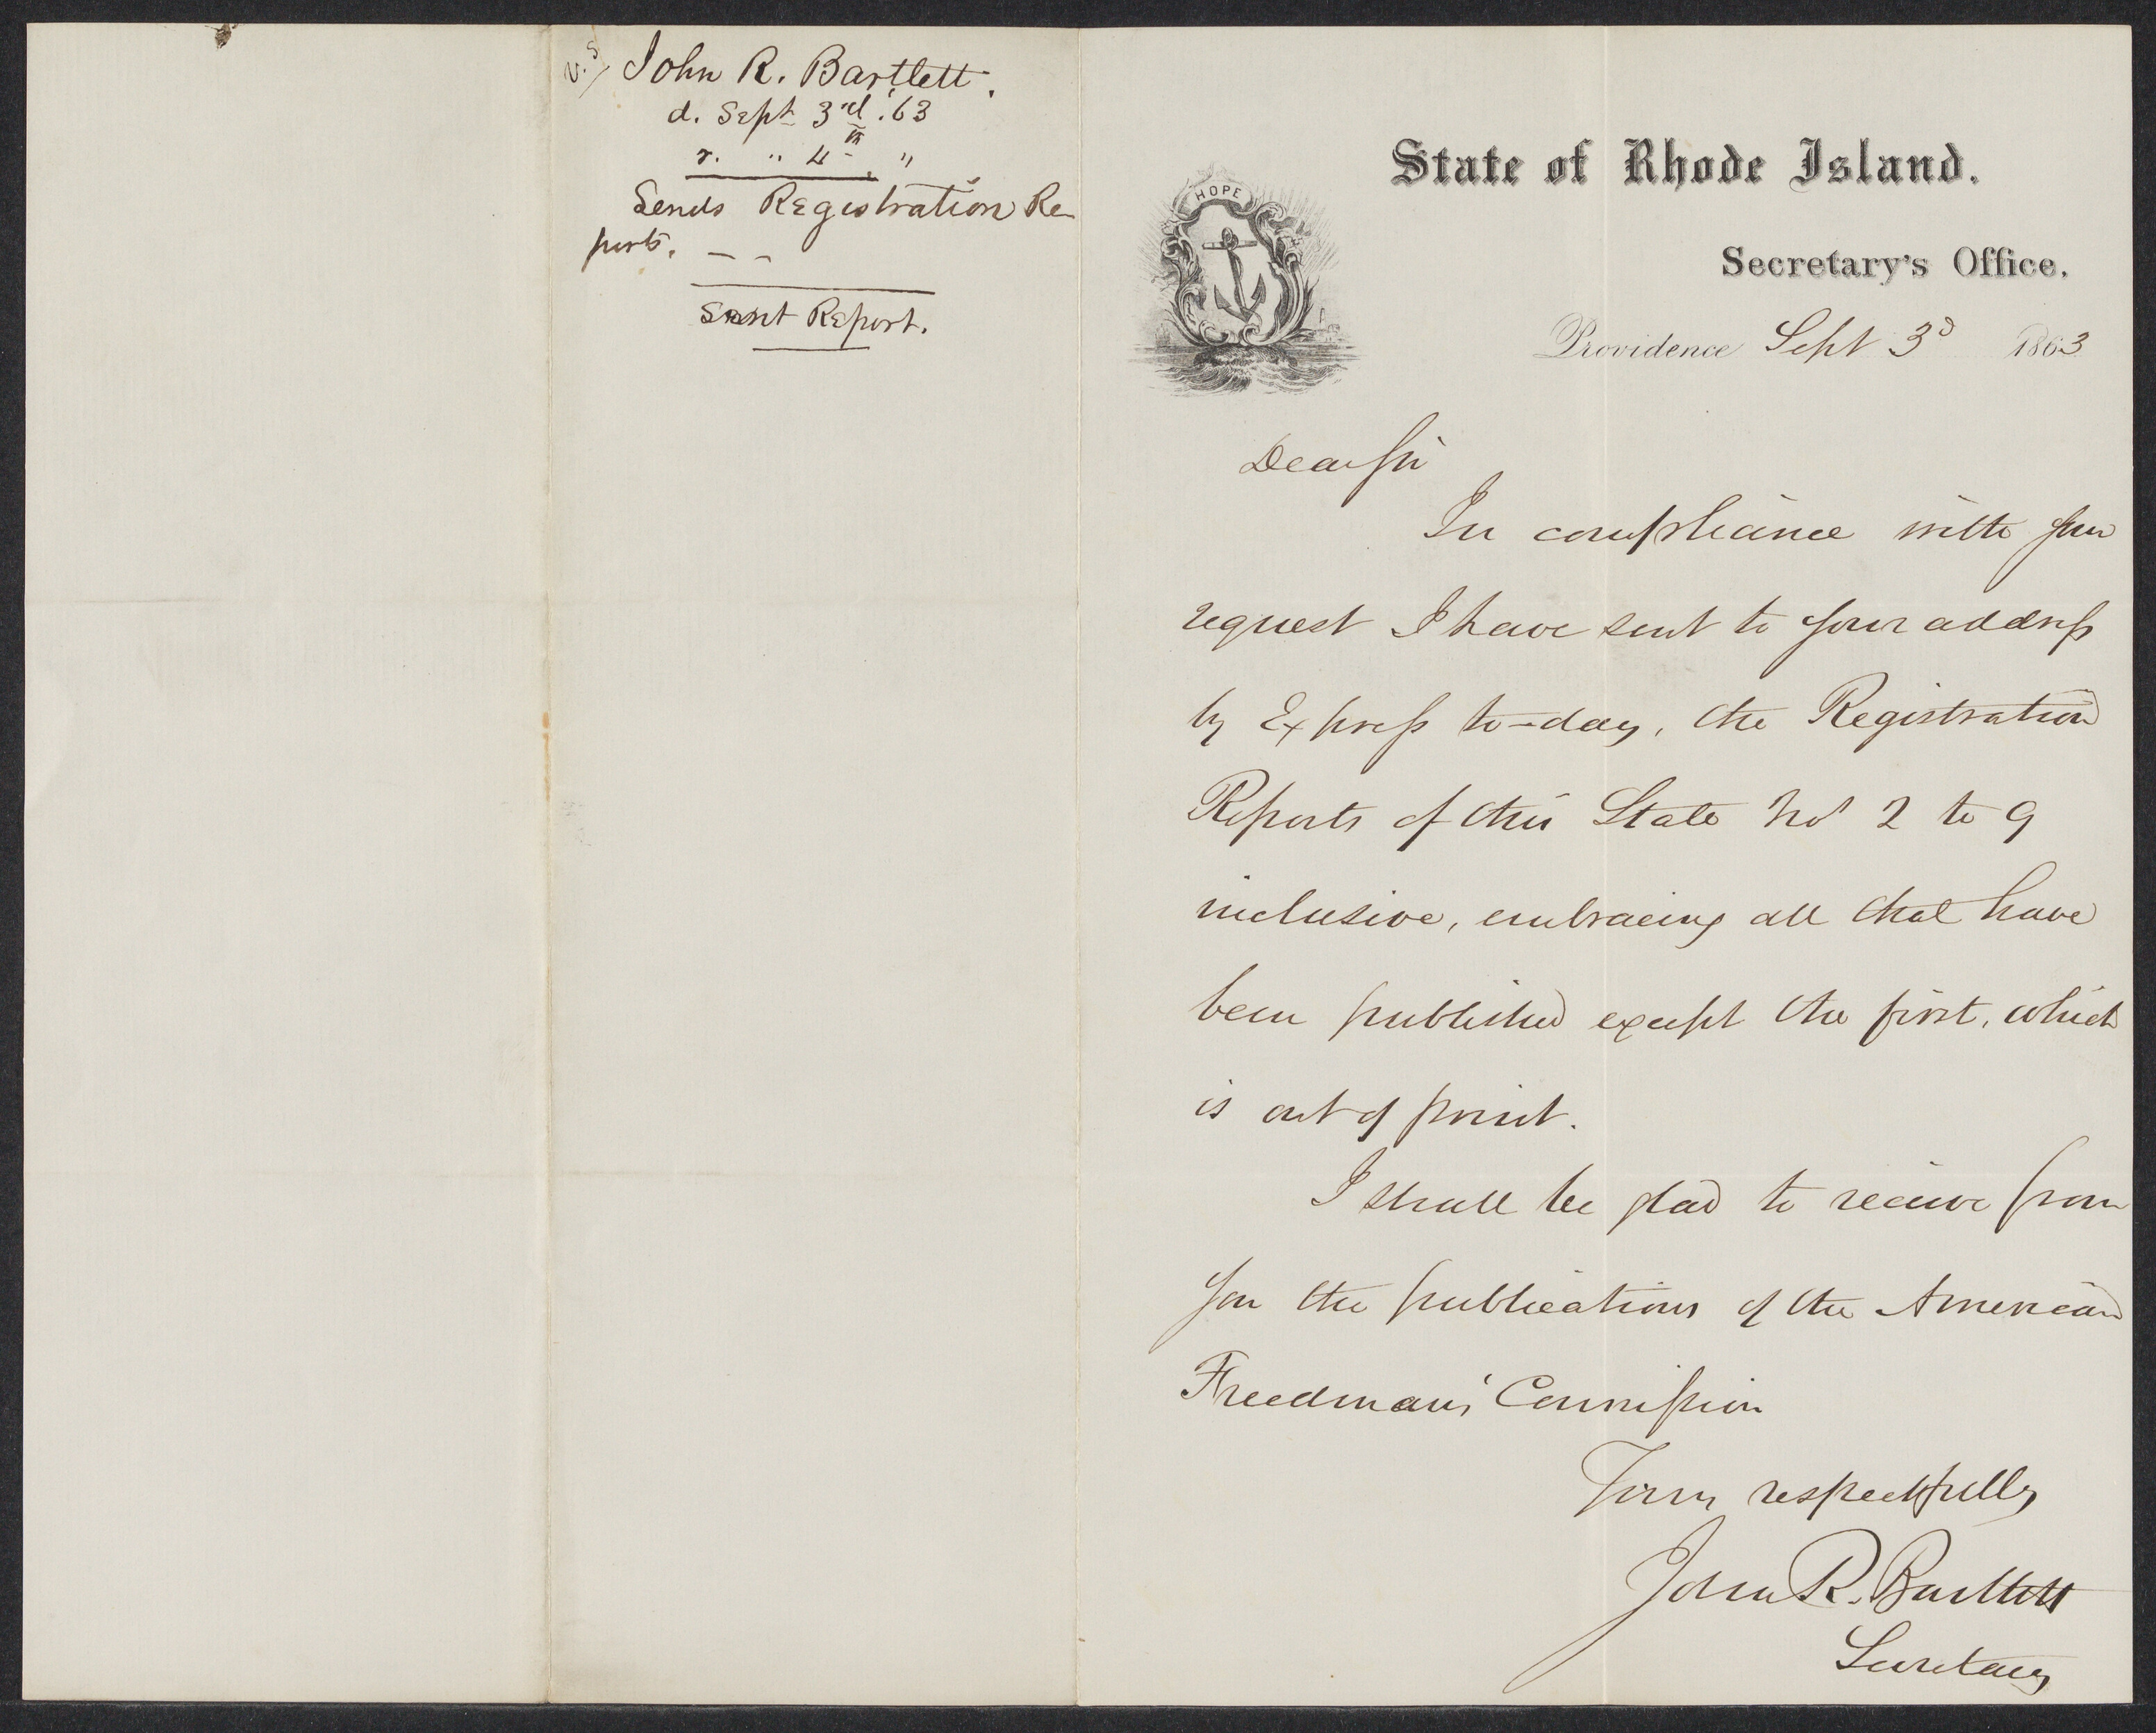 v. s/ John R. Bartlett.
d. Sept 3rd. '63
r. " 4th "
Sends Registration Re-
ports. — —
Sent Report.
HOPE
State of Rhode Island.
Secretary's Office.
Providence Sept 3d 1863
Dear Sir
In compliance with your
request I have sent to your address
by Express to-day, the Registration
Reports of this State Nos 2 to 9
inclusive, embracing all that have
been published except the first, which
is out of print.
I shall be glad to receive from
you the publications of the American
Freedman's Commission
Yours respectfully
John R. Bartlett
Secretary